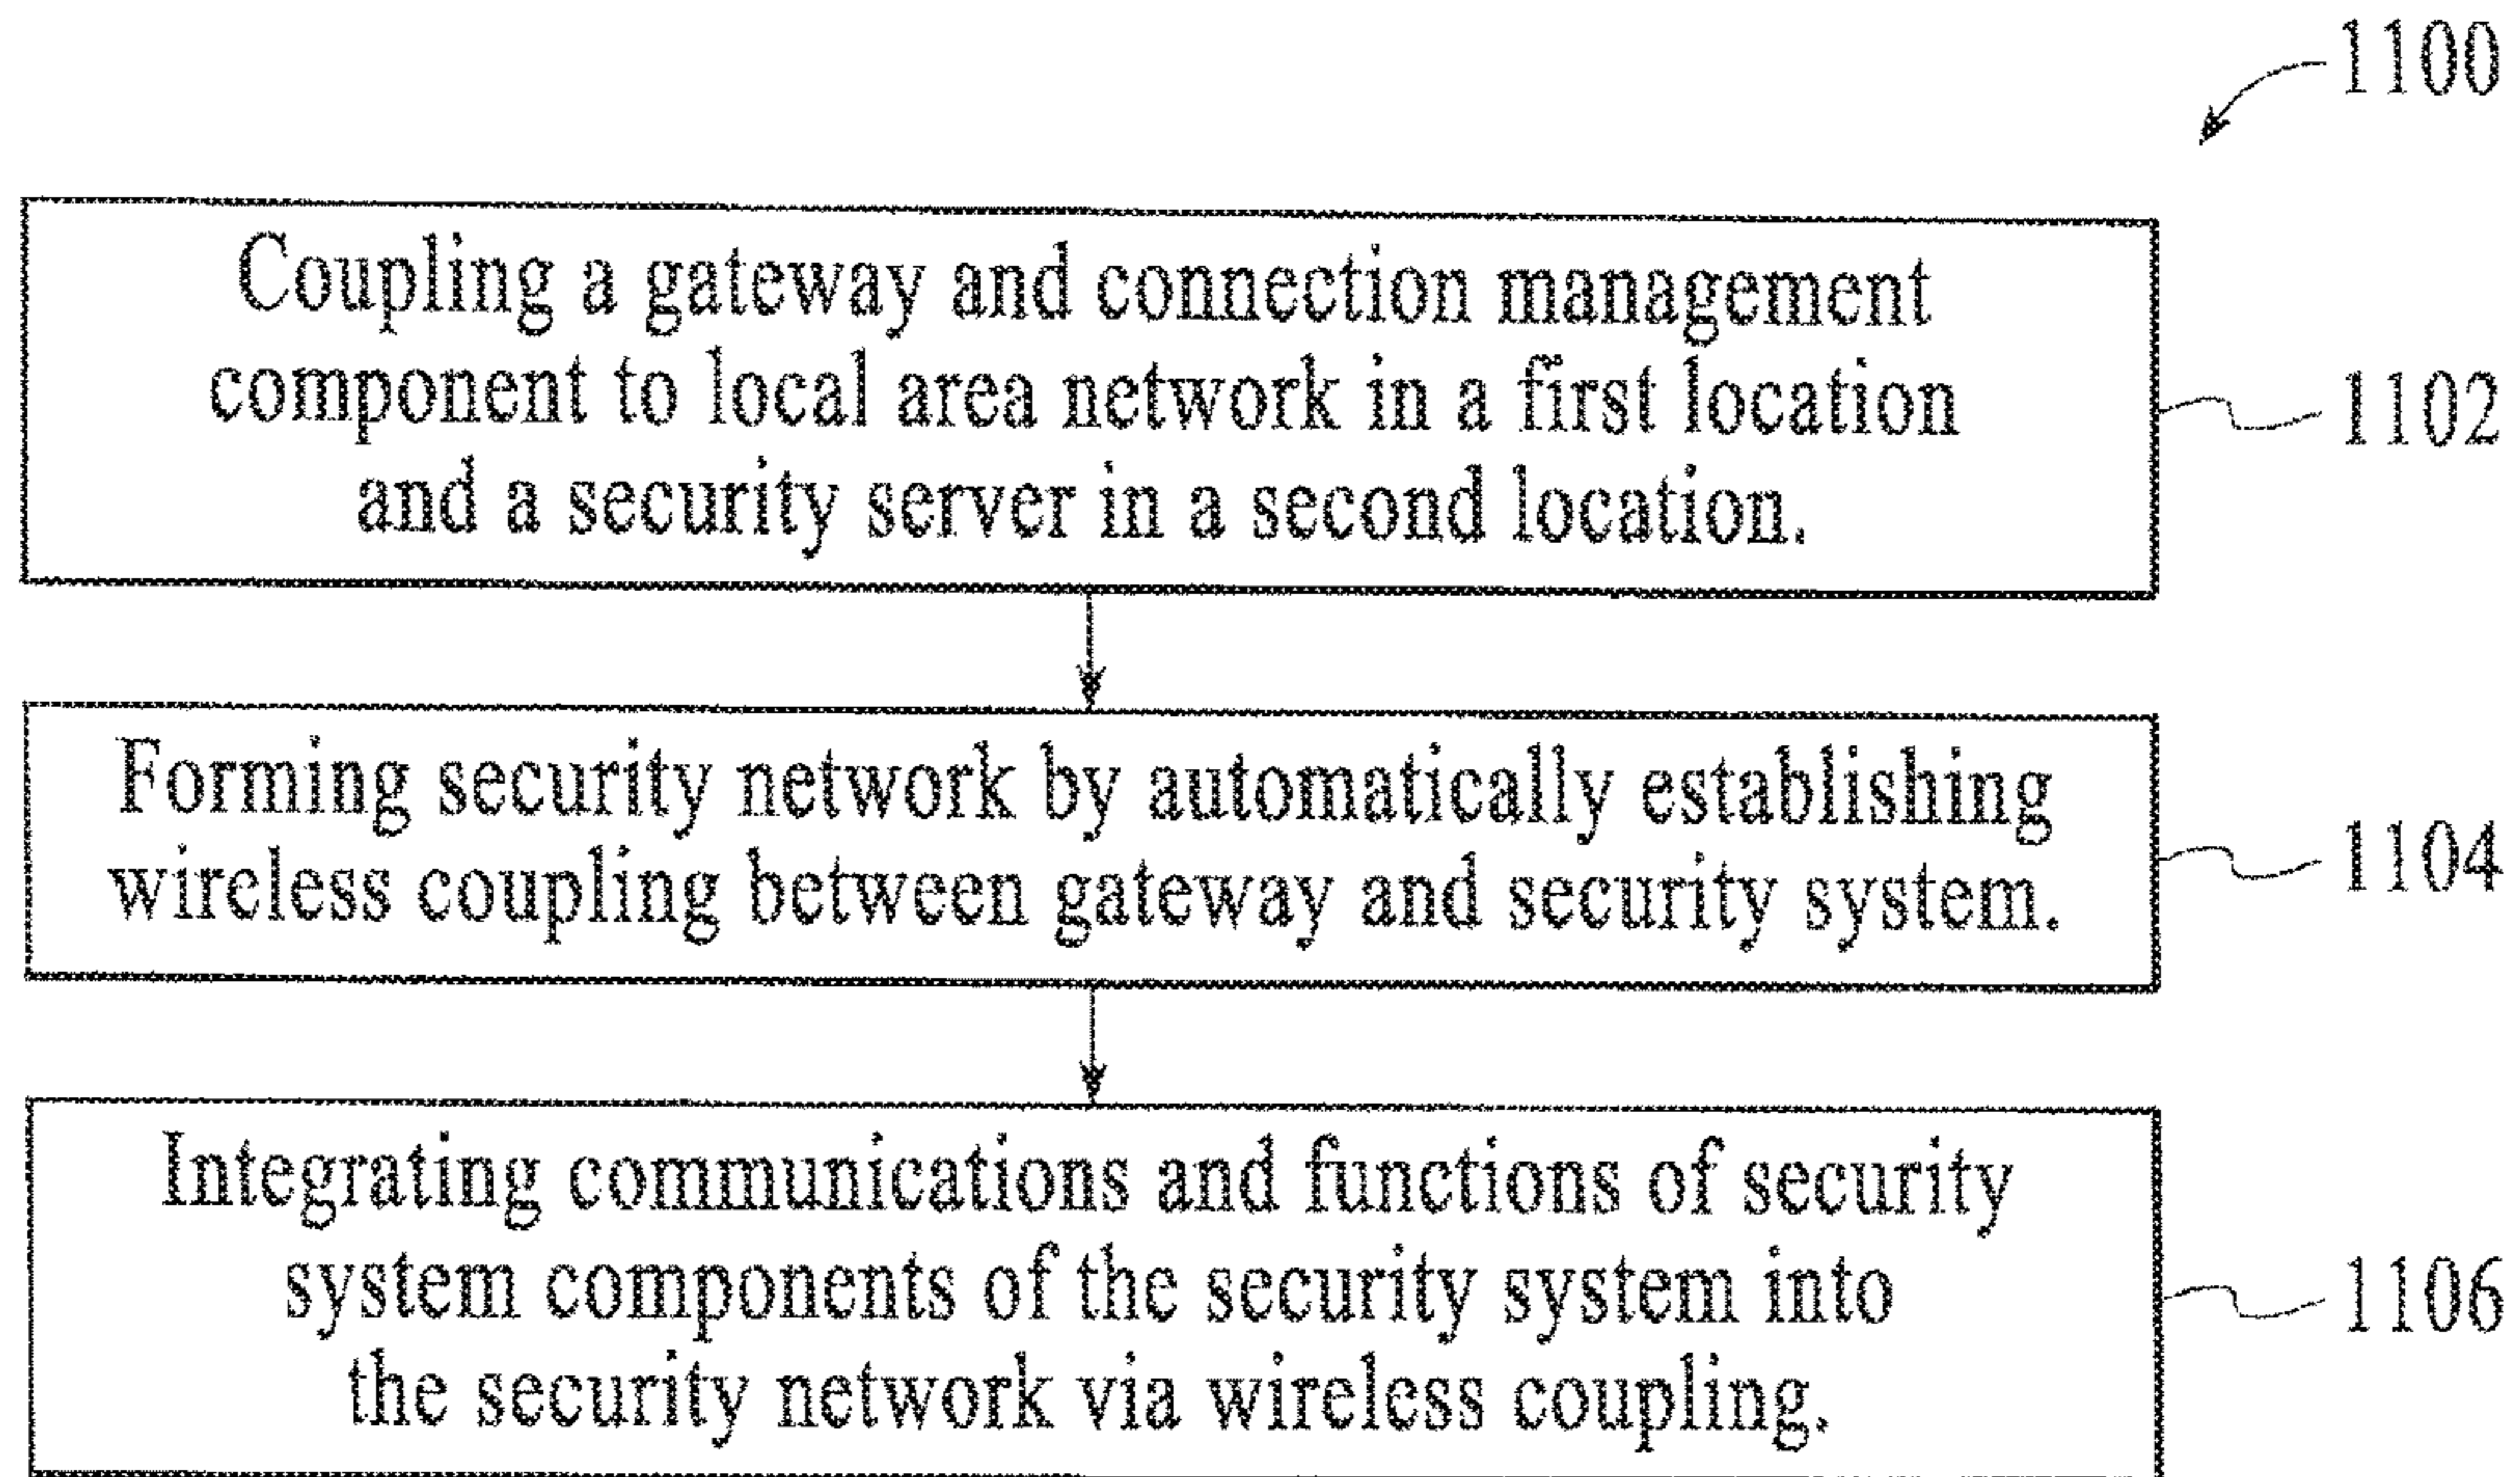 1100
Coupling a gateway and connection management
component to local area network in a first location
and a security server in a second location.
1102
Forming security network by automatically establishing
wireless coupling between gateway and security system.
1104
Integrating communications and functions of security
system components of the security system into
the security network via wireless coupling.
1106